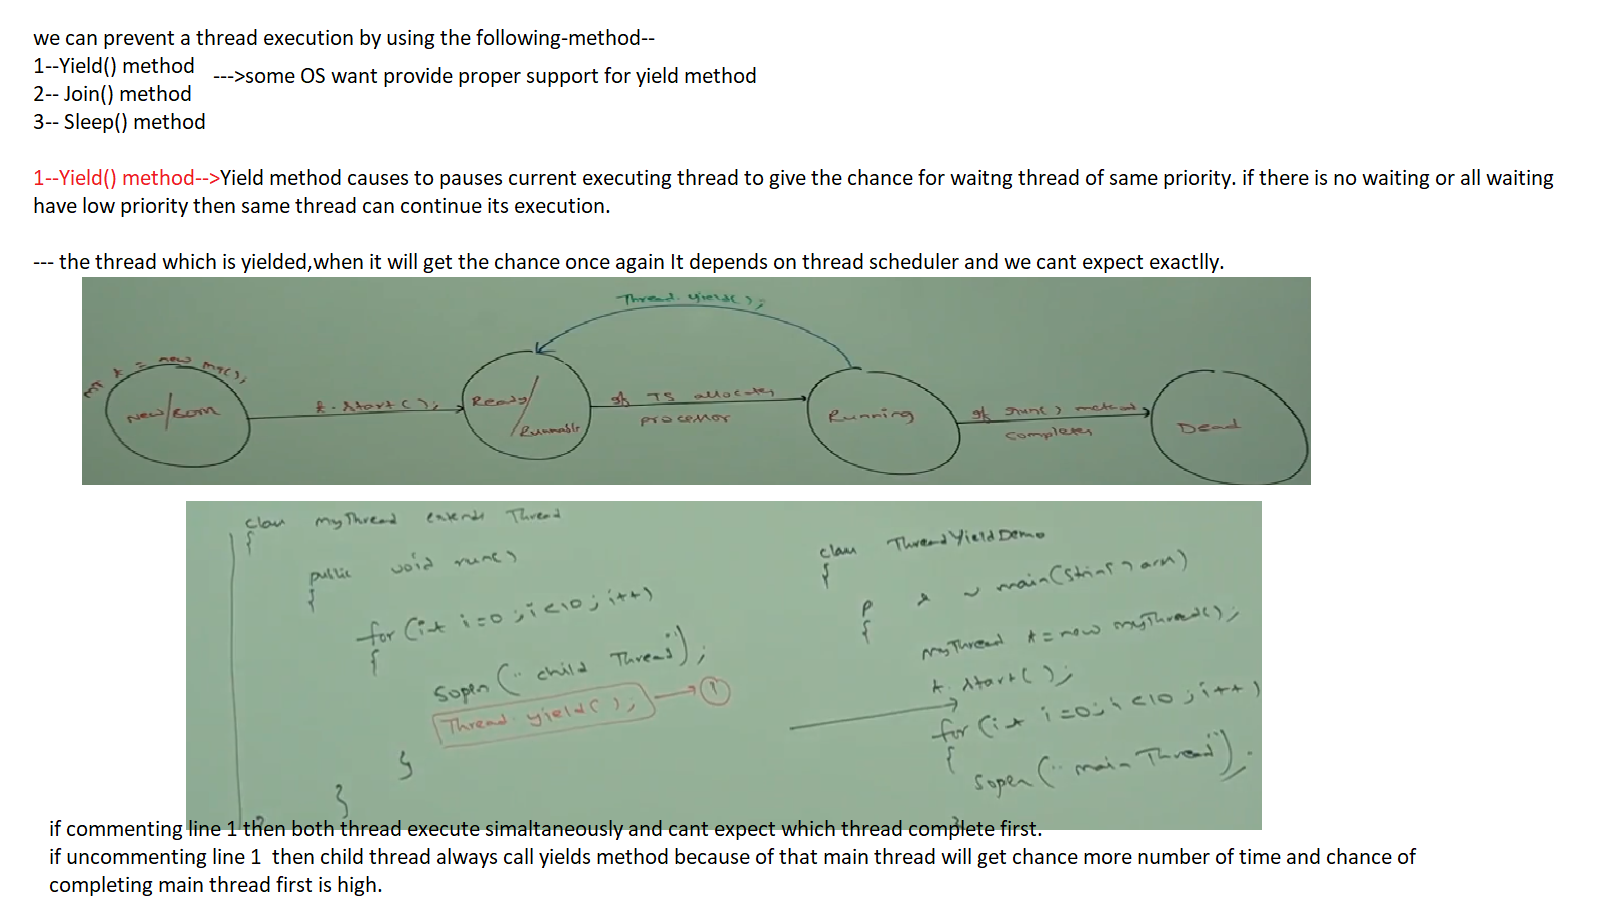 we can prevent a thread execution by using the following-method--
1--Yield() method
--->some OS want provide proper support for yield method
2-- Join() method
3-- Sleep() method
1--Yield() method-->Yield method causes to pauses current executing thread to give the chance for waitng thread of same priority. if there is no waiting or all waiting
have low priority then same thread can continue its execution.
--- the thread which is yielded,when it will get the chance once again It depends on thread scheduler and we cant expect exactlly.
Thread.yield();
t = new
New/Born
t.start();
Ready/
Runnable
if TS allocates
processor
Running
if run() method
completes
Dead
class myThread extends Thread
{
public void run()
{
for (int i=0; i<10; i++)
{
Sopln("child Thread");
Thread.yield(); → 1
}
}
class ThreadYieldDemo
{
p s v main(String[]
{
myThread t = new myThread();
t.start();
for (int i=0; i<10; i++)
{
Sopln("main Thread");
if commenting line 1 then both thread execute simaltaneously and cant expect which thread complete first.
if uncommenting line 1 then child thread always call yields method because of that main thread will get chance more number of time and chance of
completing main thread first is high.